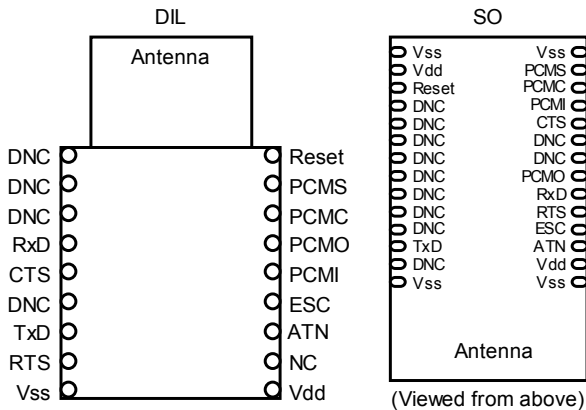 DIL
Antenna
DNC Reset
DNC PCMS
DNC PCMC
RxD PCMO
CTS PCMI
DNC ESC
TxD ATN
RTS NC
Vss Vdd
SO
Vss Vss
Vdd PCMS
Reset PCMC
DNC PCMI
DNC CTS
DNC DNC
DNC DNC
DNC PCMO
DNC RxD
DNC RTS
DNC ESC
TxD ATN
DNC Vdd
Vss Vss
Antenna
(Viewed from above)